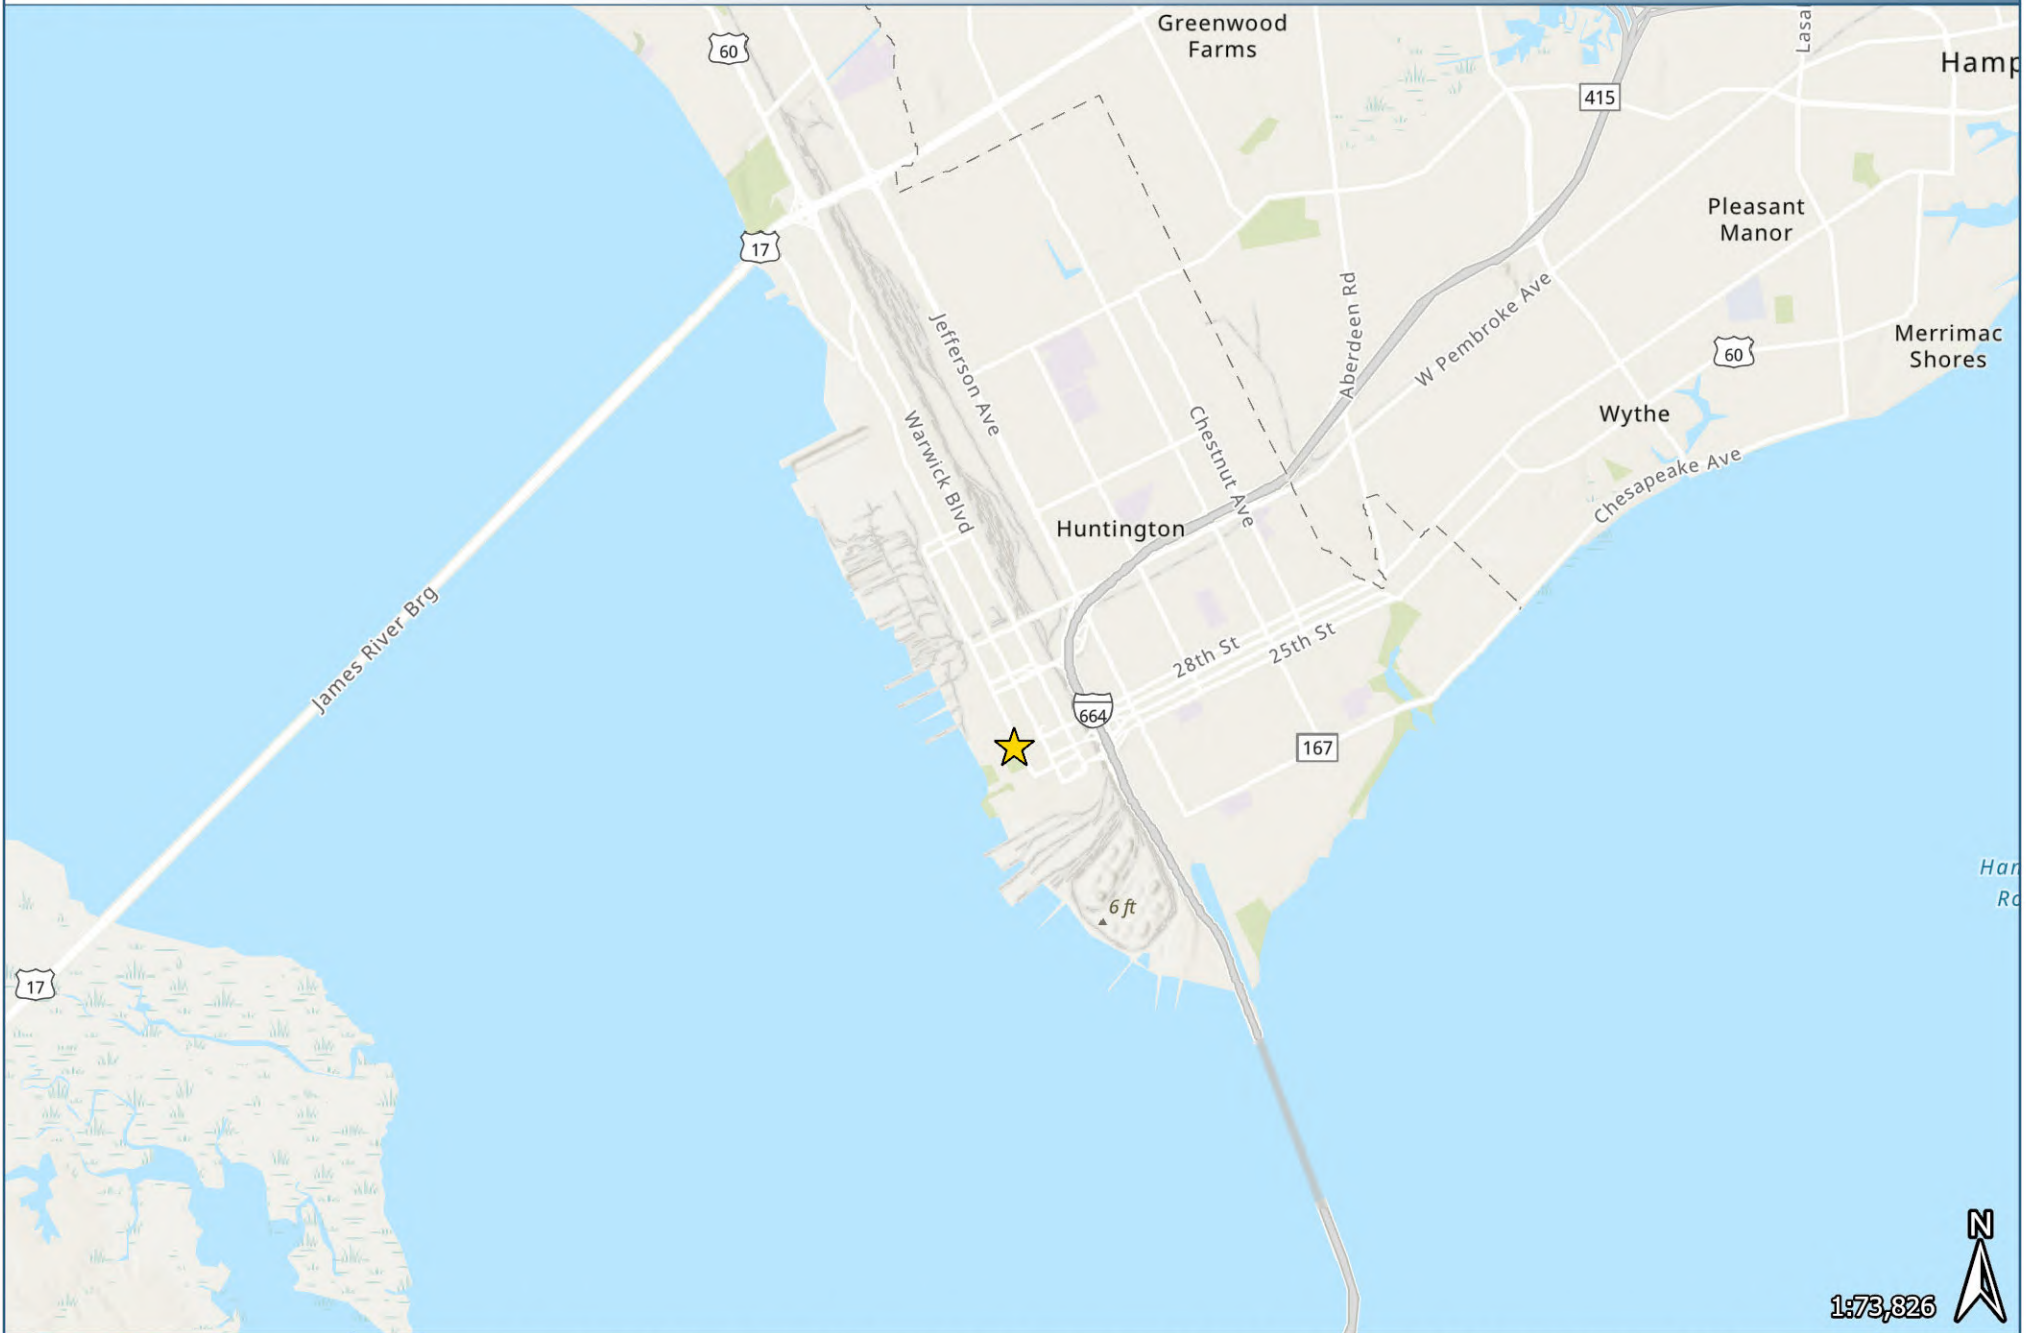 60
Greenwood
Farms
Lasa
Hamp
415
17
Pleasant
Manor
Jefferson Ave
Aberdeen Rd
W Pembroke Ave
60
Merrimac
Shores
Warwick Blvd
Chestnut Ave
Wythe
Chesapeake Ave
Huntington
James River Brg
28th St
25th St
664
167
6 ft
Han
Ro
17
N
1:73,826